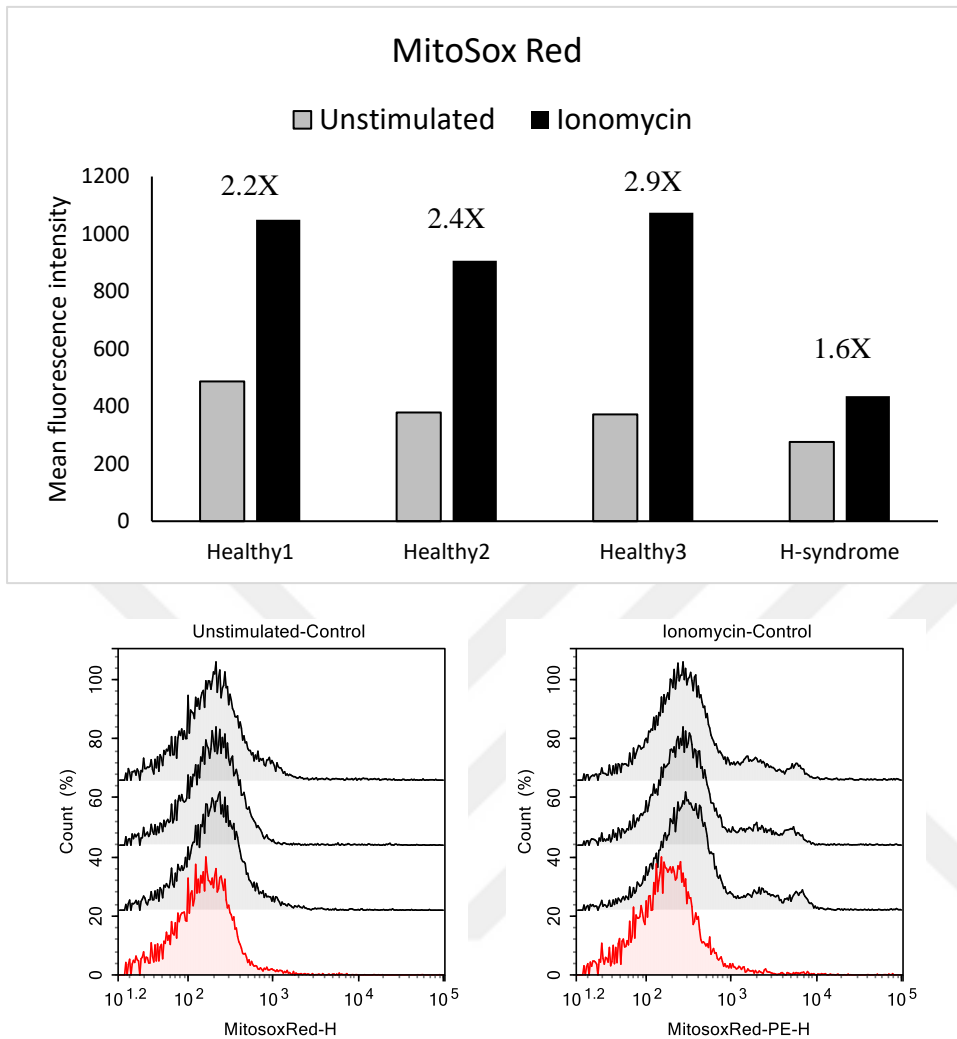 MitoSox Red
Unstimulated Ionomycin
Mean fluorescence intensity
1200
1000
800
600
400
200
0
2.2X
2.4X
2.9X
1.6X
Healthy1 Healthy2 Healthy3 H-syndrome
Unstimulated-Control
Count (%)
100
80
60
40
20
0
10^1.2 10^2 10^3 10^4 10^5
MitosoxRed-H
Ionomycin-Control
Count (%)
100
80
60
40
20
0
10^1.2 10^2 10^3 10^4 10^5
MitosoxRed-PE-H